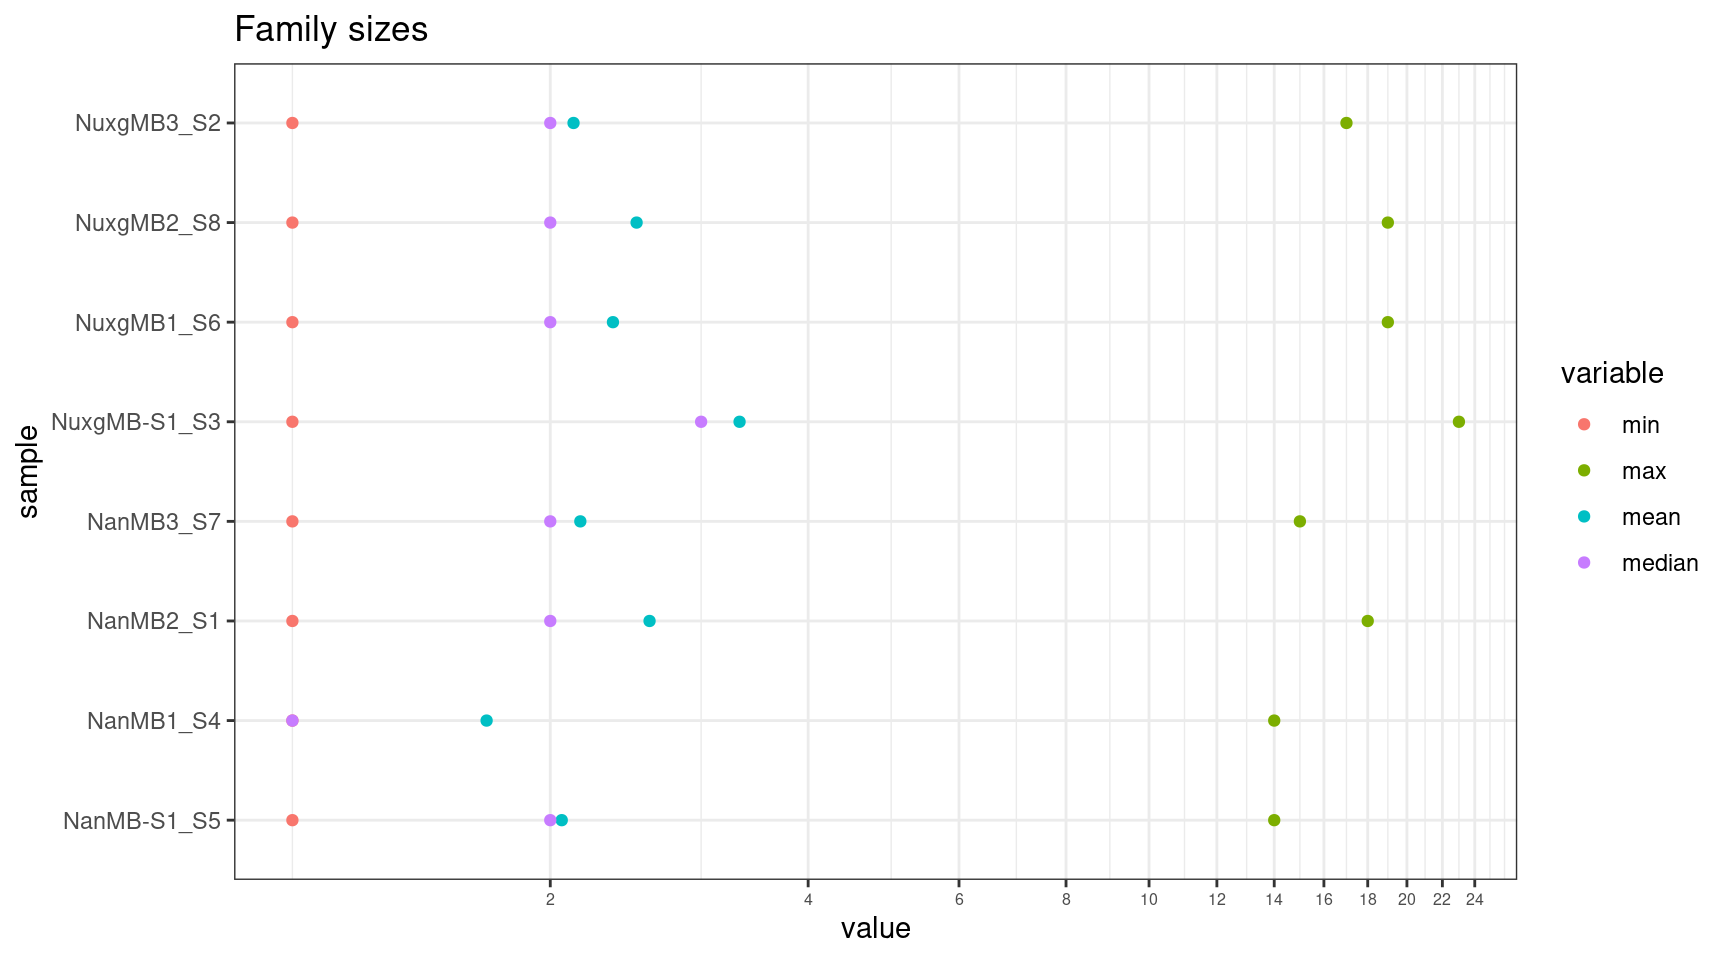 Family sizes
NuxgMB3_S2
NuxgMB2_S8
NuxgMB1_S6
NuxgMB-S1_S3
NanMB3_S7
NanMB2_S1
NanMB1_S4
NanMB-S1_S5
sample
2 4 6 8 10 12 14 16 18 20 22 24
value
variable
min
max
mean
median